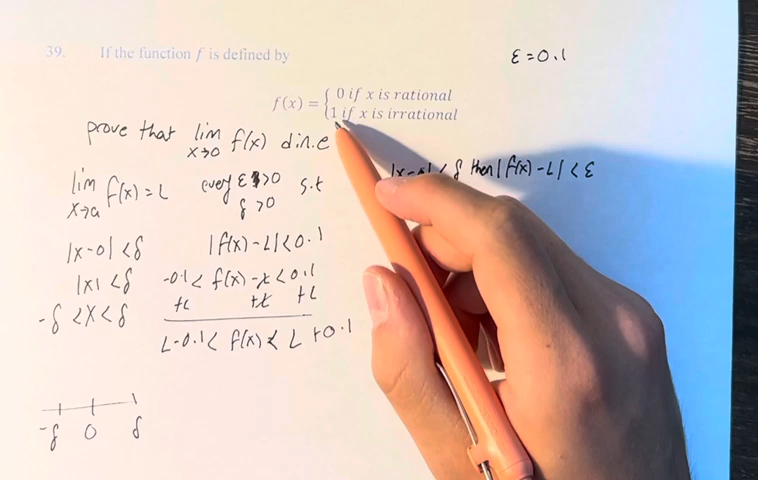 39. If the function f is defined by
ε = 0.1
f(x) = { 0 if x is rational
1 if x is irrational
prove that lim x→0 f(x) d.n.e
lim x→a f(x) = L every ε > 0 s.t |x-a| < δ then |f(x) - L| < ε
δ > 0
|x-0| < δ |f(x) - L| < 0.1
|x| < δ -0.1 < f(x) - L < 0.1
+L +L +L
-δ < x < δ
L-0.1 < f(x) < L + 0.1
-δ 0 δ